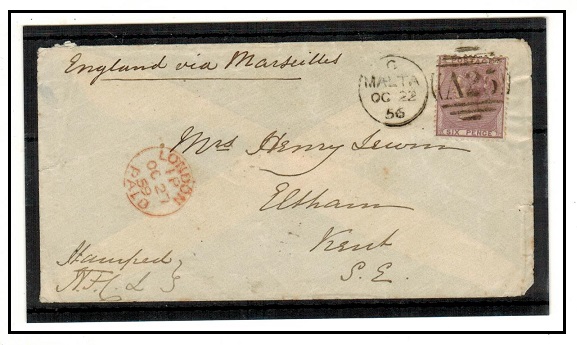 England via Marseilles
C
MALTA
OC 22
56
A25
SIX PENCE
Mrs Henry Lewin
Eltham
Kent
S.E.
LONDON
OC 27
59
PAID
Stamped